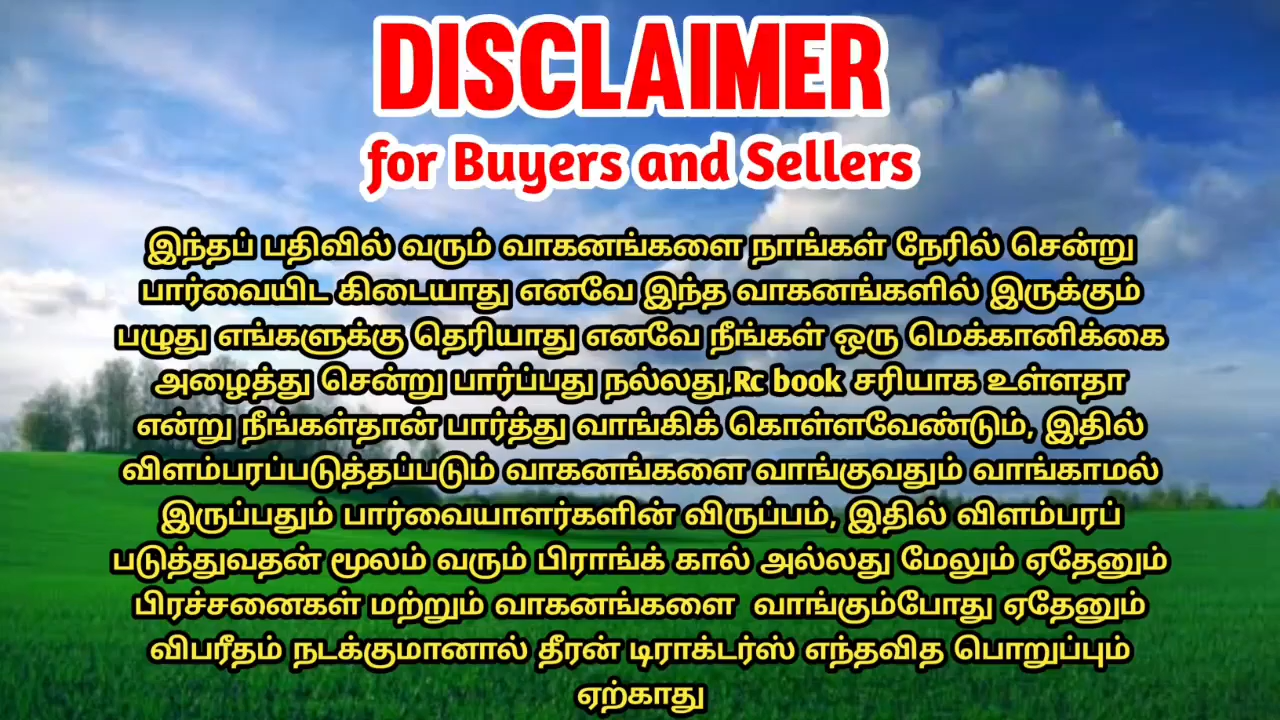 DISCLAIMER
for Buyers and Sellers
இந்தப் பதிவில் வரும் வாகனங்களை நாங்கள் நேரில் சென்று
பார்வையிட கிடையாது எனவே இந்த வாகனங்களில் இருக்கும்
பழுது எங்களுக்கு தெரியாது எனவே நீங்கள் ஒரு மெக்கானிக்கை
அழைத்து சென்று பார்ப்பது நல்லது,Rc book சரியாக உள்ளதா
என்று நீங்கள்தான் பார்த்து வாங்கிக் கொள்ளவேண்டும், இதில்
விளம்பரப்படுத்தப்படும் வாகனங்களை வாங்குவதும் வாங்காமல்
இருப்பதும் பார்வையாளர்களின் விருப்பம், இதில் விளம்பரப்
படுத்துவதன் மூலம் வரும் பிராங்க் கால் அல்லது மேலும் ஏதேனும்
பிரச்சனைகள் மற்றும் வாகனங்களை வாங்கும்போது ஏதேனும்
விபரீதம் நடக்குமானால் தீரன் டிராக்டர்ஸ் எந்தவித பொறுப்பும்
ஏற்காது